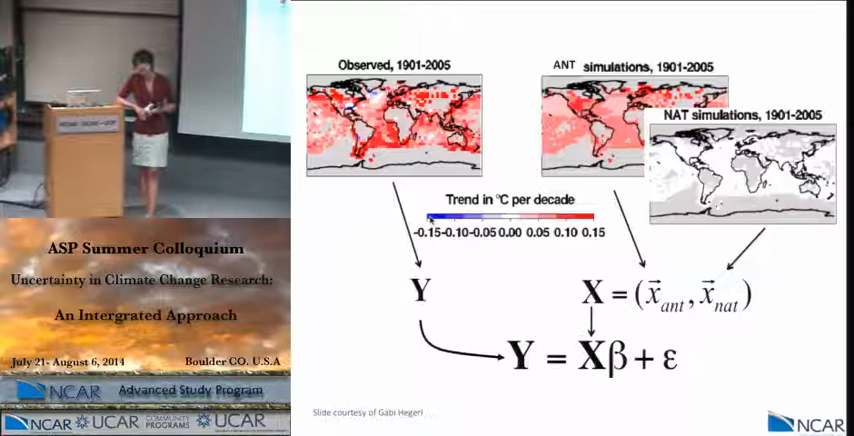 Observed, 1901-2005
ANT simulations, 1901-2005
NAT simulations, 1901-2005
Trend in °C per decade
-0.15-0.10-0.05 0.00 0.05 0.10 0.15
Y
X = (x⃗ant, x⃗nat)
Y = Xβ + ε
Slide courtesy of Gabi Hegerl
NCAR
ASP Summer Colloquium
Uncertainty in Climate Change Research:
An Intergrated Approach
July 21- August 6, 2014 Boulder CO. U.S.A
NCAR Advanced Study Program
NCAR UCAR COMMUNITY PROGRAMS UCAR